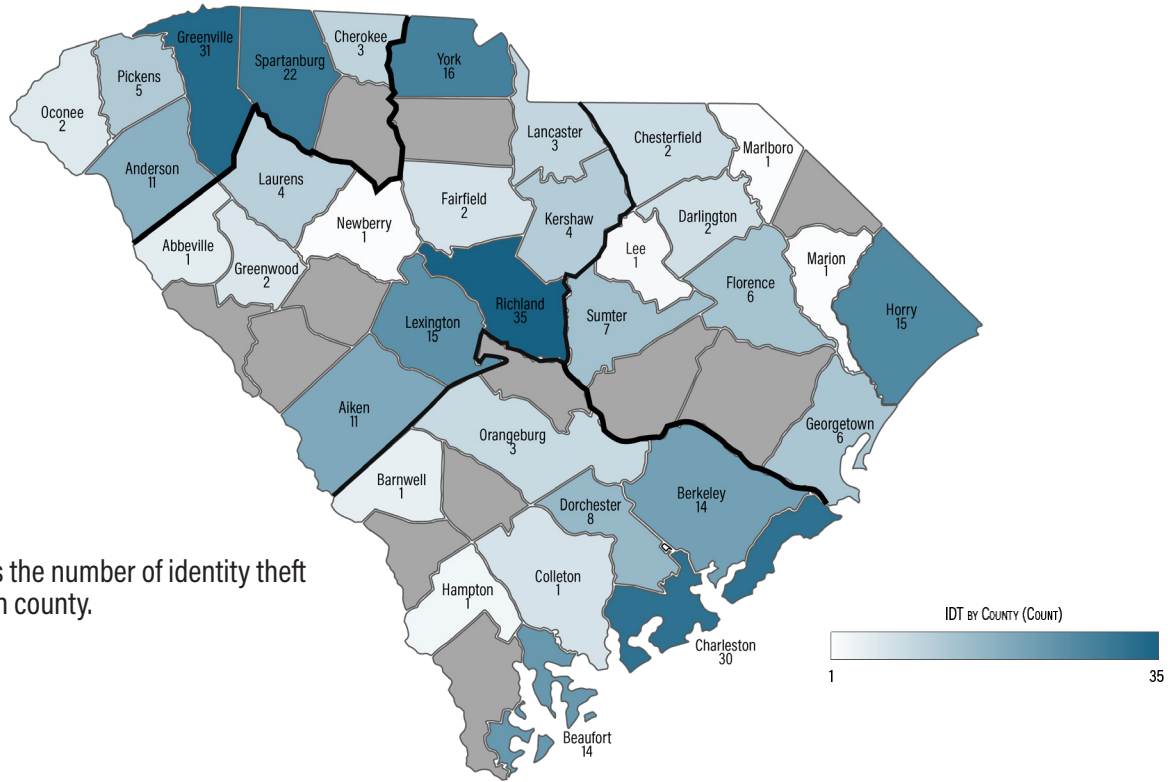 Greenville
31
Cherokee
3
Spartanburg
22
York
16
Pickens
5
Oconee
2
Anderson
11
Lancaster
3
Chesterfield
2
Marlboro
1
Laurens
4
Fairfield
2
Kershaw
4
Darlington
2
Newberry
1
Abbeville
1
Greenwood
2
Lee
1
Marion
1
Florence
6
Richland
35
Sumter
7
Horry
15
Lexington
15
Aiken
11
Georgetown
6
Orangeburg
3
Barnwell
1
Berkeley
14
Dorchester
8
Colleton
1
Hampton
1
s the number of identity theft
n county.
Charleston
30
Beaufort
14
IDT by County (Count)
1 35